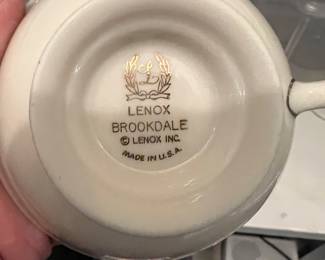 L
LENOX
BROOKDALE
© LENOX INC.
MADE IN U.S.A.